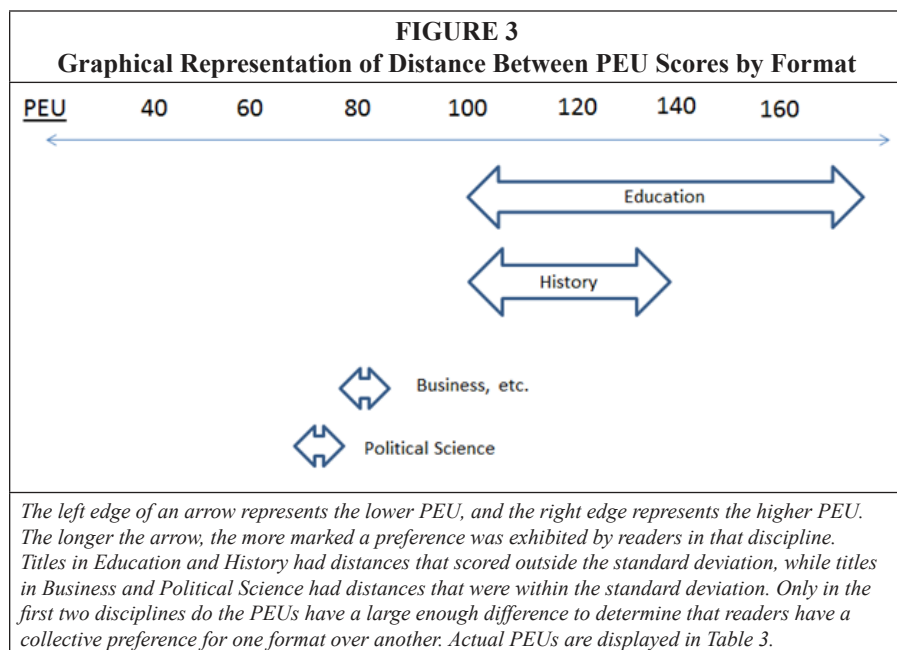 FIGURE 3
Graphical Representation of Distance Between PEU Scores by Format
PEU 40 60 80 100 120 140 160
Education
History
Business, etc.
Political Science
The left edge of an arrow represents the lower PEU, and the right edge represents the higher PEU.
The longer the arrow, the more marked a preference was exhibited by readers in that discipline.
Titles in Education and History had distances that scored outside the standard deviation, while titles
in Business and Political Science had distances that were within the standard deviation. Only in the
first two disciplines do the PEUs have a large enough difference to determine that readers have a
collective preference for one format over another. Actual PEUs are displayed in Table 3.